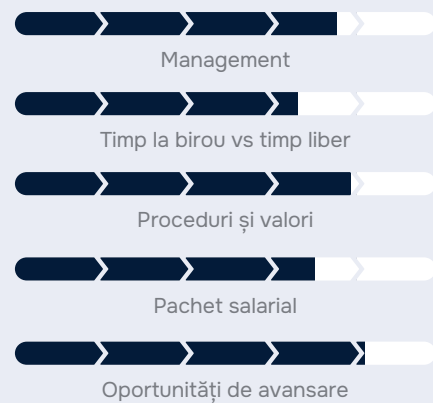 Management
Timp la birou vs timp liber
Proceduri și valori
Pachet salarial
Oportunități de avansare